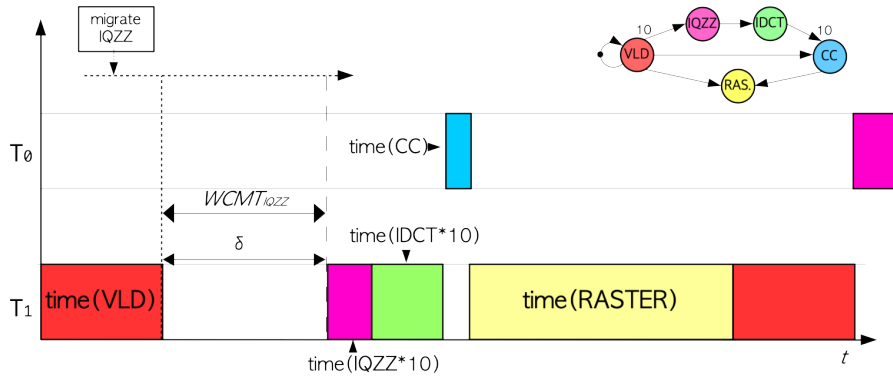 migrate
IQZZ
10
IQZZ
IDCT
10
VLD
CC
RAS.
T0
time(CC)
WCMTIQZZ
δ
time(IDCT*10)
T1
time(VLD)
time(RASTER)
time(IQZZ*10)
t